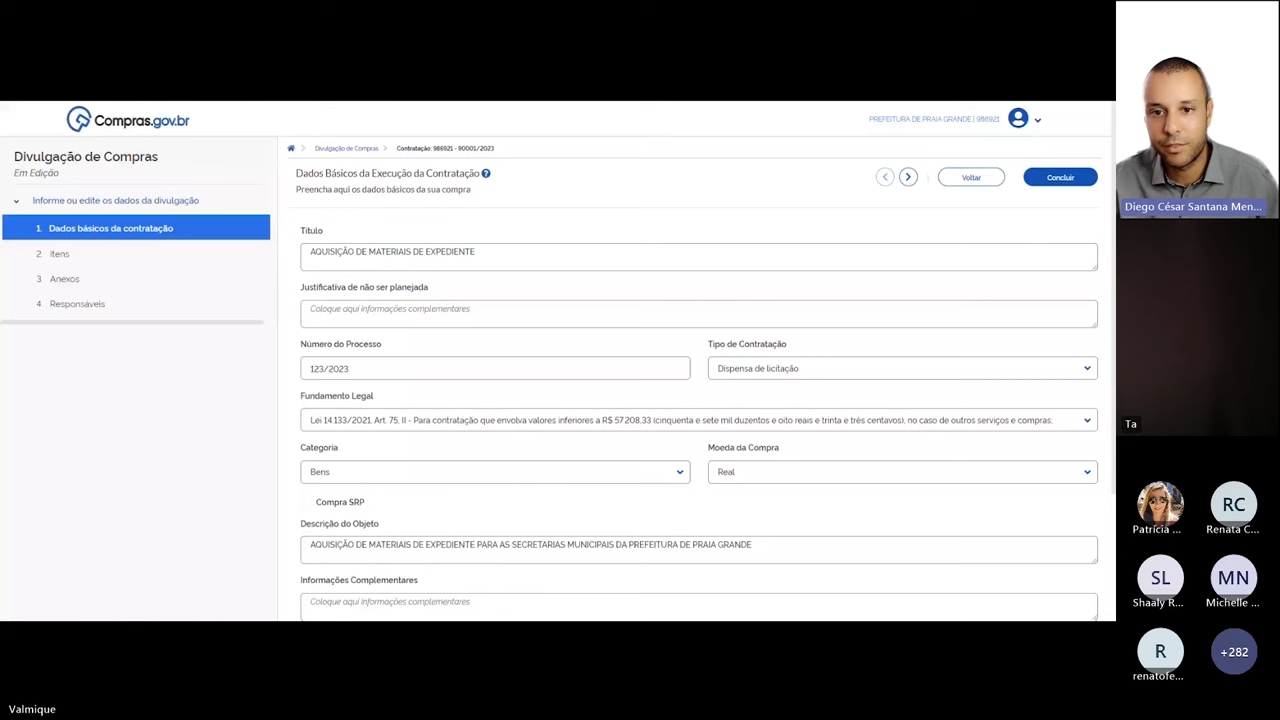 Compras.gov.br
PREFEITURA DE PRAIA GRANDE | 986921
Divulgação de Compras
Em Edição
Informe ou edite os dados da divulgação
1. Dados básicos da contratação
2. Itens
3. Anexos
4. Responsáveis
Divulgação de Compras
Contratação: 986921 - 90001/2023
Dados Básicos da Execução da Contratação
Preencha aqui os dados básicos da sua compra
Voltar
Concluir
Título
AQUISIÇÃO DE MATERIAIS DE EXPEDIENTE
Justificativa de não ser planejada
Coloque aqui informações complementares
Número do Processo
123/2023
Tipo de Contratação
Dispensa de licitação
Fundamento Legal
Lei 14.133/2021, Art. 75, II - Para contratação que envolva valores inferiores a R$ 57.208,33 (cinquenta e sete mil duzentos e oito reais e trinta e três centavos), no caso de outros serviços e compras;
Categoria
Bens
Moeda da Compra
Real
Compra SRP
Descrição do Objeto
AQUISIÇÃO DE MATERIAIS DE EXPEDIENTE PARA AS SECRETARIAS MUNICIPAIS DA PREFEITURA DE PRAIA GRANDE
Informações Complementares
Coloque aqui informações complementares
Diego César Santana Men...
Ta
Patrícia ...
RC
Renata C...
SL
Shaaly R...
MN
Michelle ...
R
renatofe...
+282
Valmique